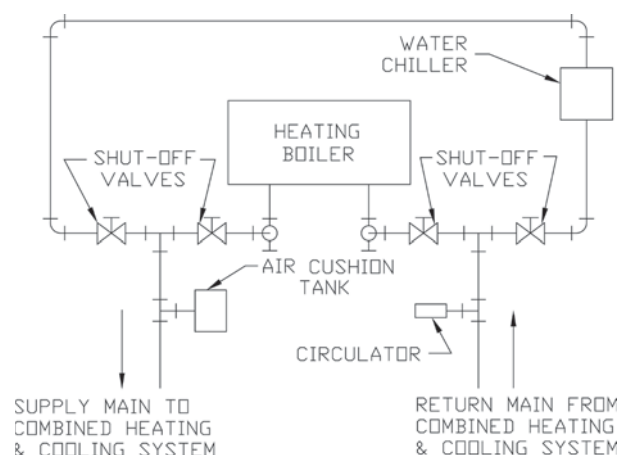 WATER
CHILLER
HEATING
BOILER
SHUT-OFF
VALVES
SHUT-OFF
VALVES
AIR CUSHION
TANK
CIRCULATOR
SUPPLY MAIN TO
COMBINED HEATING
& COOLING SYSTEM
RETURN MAIN FROM
COMBINED HEATING
& COOLING SYSTEM